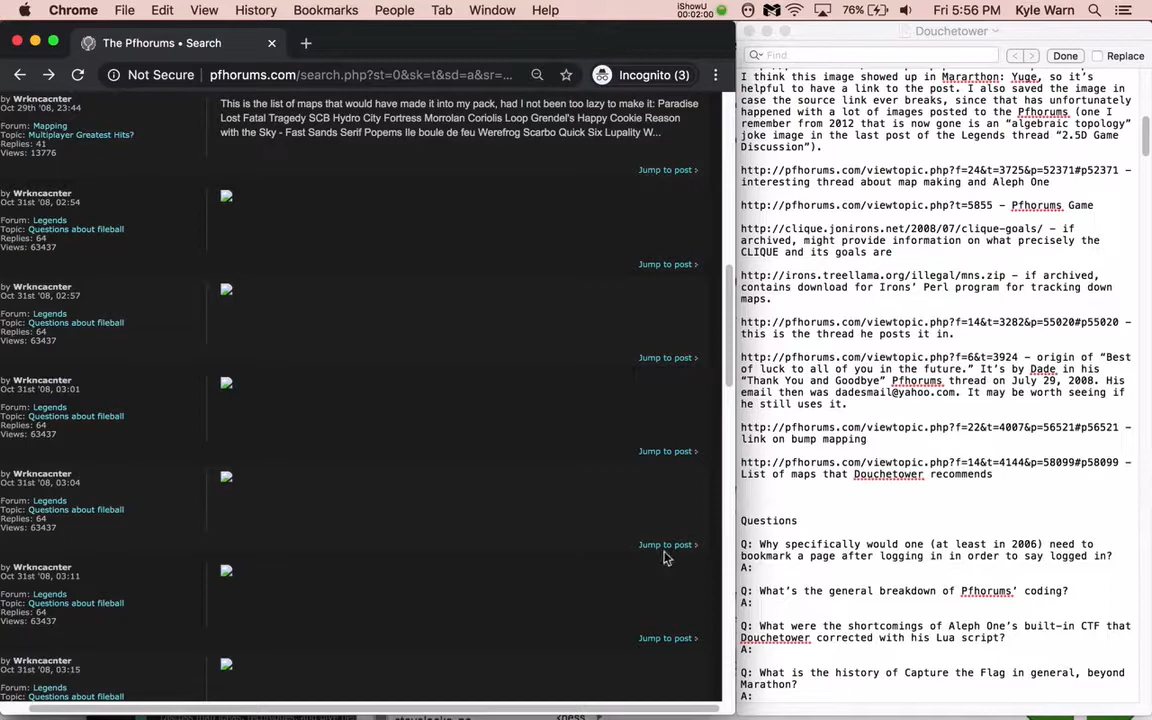 Chrome File Edit View History Bookmarks People Tab Window Help iShowU 00:02:00 76% Fri 5:56 PM Kyle Warn
The Pfhorums • Search
Not Secure pfhorums.com/search.php?st=0&sk=t&sd=a&sr=... Incognito (3)
by Wrkncacnter
Oct 29th '08, 23:44
Forum: Mapping
Topic: Multiplayer Greatest Hits?
Replies: 41
Views: 13776
This is the list of maps that would have made it into my pack, had I not been too lazy to make it: Paradise
Lost Fatal Tragedy SCB Hydro City Fortress Morrolan Coriolis Loop Grendel's Happy Cookie Reason
with the Sky - Fast Sands Serif Popems Ile boule de feu Werefrog Scarbo Quick Six Lupality W...
Jump to post
by Wrkncacnter
Oct 31st '08, 02:54
Forum: Legends
Topic: Questions about fileball
Replies: 64
Views: 63437
Jump to post
by Wrkncacnter
Oct 31st '08, 02:57
Forum: Legends
Topic: Questions about fileball
Replies: 64
Views: 63437
Jump to post
by Wrkncacnter
Oct 31st '08, 03:01
Forum: Legends
Topic: Questions about fileball
Replies: 64
Views: 63437
Jump to post
by Wrkncacnter
Oct 31st '08, 03:04
Forum: Legends
Topic: Questions about fileball
Replies: 64
Views: 63437
Jump to post
by Wrkncacnter
Oct 31st '08, 03:11
Forum: Legends
Topic: Questions about fileball
Replies: 64
Views: 63437
Jump to post
by Wrkncacnter
Oct 31st '08, 03:15
Forum: Legends
Topic: Questions about fileball
Douchetower
Find Done Replace
I think this image showed up in Mararthon: Yuge, so it's
helpful to have a link to the post. I also saved the image in
case the source link ever breaks, since that has unfortunately
happened with a lot of images posted to the Pfhorums (one I
remember from 2012 that is now gone is an "algebraic topology"
joke image in the last post of the Legends thread "2.5D Game
Discussion").
http://pfhorums.com/viewtopic.php?f=24&t=3725&p=52371#p52371 –
interesting thread about map making and Aleph One
http://pfhorums.com/viewtopic.php?t=5855 – Pfhorums Game
http://clique.jonirons.net/2008/07/clique-goals/ – if
archived, might provide information on what precisely the
CLIQUE and its goals are
http://irons.treellama.org/illegal/mns.zip – if archived,
contains download for Irons' Perl program for tracking down
maps.
http://pfhorums.com/viewtopic.php?f=14&t=3282&p=55020#p55020 –
this is the thread he posts it in.
http://pfhorums.com/viewtopic.php?f=6&t=3924 – origin of "Best
of luck to all of you in the future." It's by Dade in his
"Thank You and Goodbye" Pfhorums thread on July 29, 2008. His
email then was dadesmail@yahoo.com. It may be worth seeing if
he still uses it.
http://pfhorums.com/viewtopic.php?f=22&t=4007&p=56521#p56521 –
link on bump mapping
http://pfhorums.com/viewtopic.php?f=14&t=4144&p=58099#p58099 –
List of maps that Douchetower recommends
Questions
Q: Why specifically would one (at least in 2006) need to
bookmark a page after logging in in order to say logged in?
A:
Q: What's the general breakdown of Pfhorums' coding?
A:
Q: What were the shortcomings of Aleph One's built-in CTF that
Douchetower corrected with his Lua script?
A:
Q: What is the history of Capture the Flag in general, beyond
Marathon?
A: